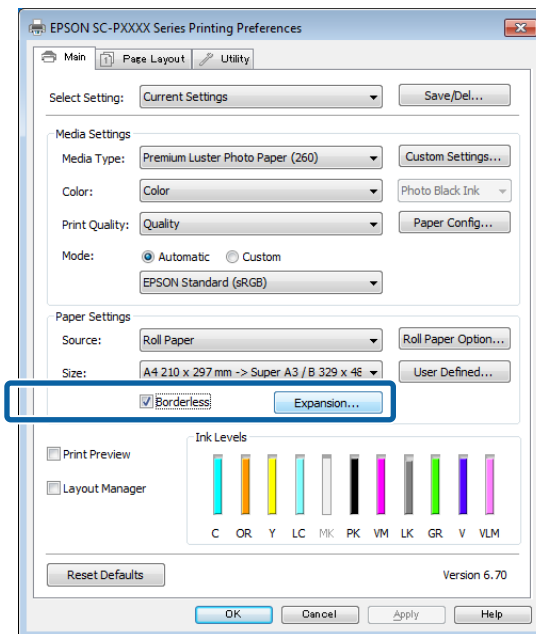 EPSON SC-PXXXX Series Printing Preferences
Main Page Layout Utility
Select Setting: Current Settings Save/Del...
Media Settings
Media Type: Premium Luster Photo Paper (260) Custom Settings...
Color: Color Photo Black Ink
Print Quality: Quality Paper Config...
Mode: Automatic Custom
EPSON Standard (sRGB)
Paper Settings
Source: Roll Paper Roll Paper Option...
Size: A4 210 x 297 mm -> Super A3 / B 329 x 48 User Defined...
Borderless Expansion...
Ink Levels
Print Preview
Layout Manager
C OR Y LC MK PK VM LK GR V VLM
Reset Defaults Version 6.70
OK Cancel Apply Help